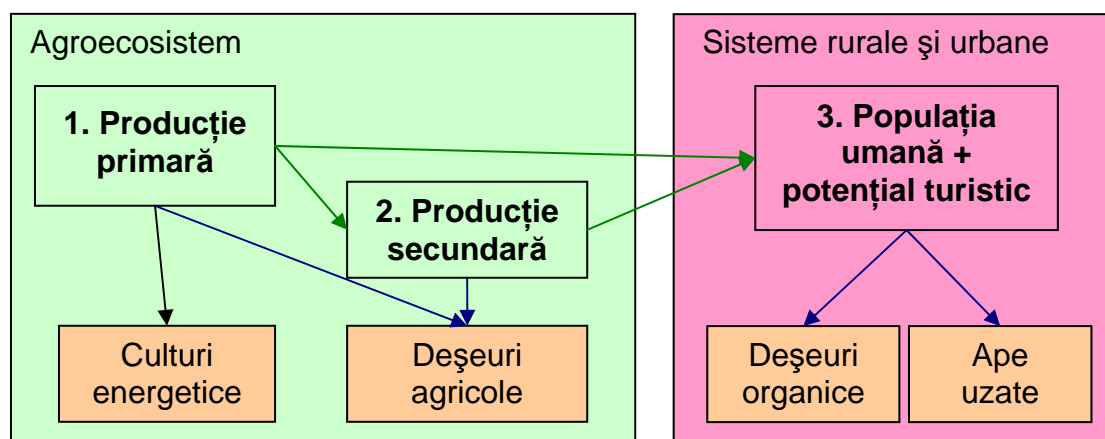 Agroecosistem
1. Producție
primară
2. Producție
secundară
Culturi
energetice
Deşeuri
agricole
Sisteme rurale şi urbane
3. Populația
umană +
potențial turistic
Deşeuri
organice
Ape
uzate